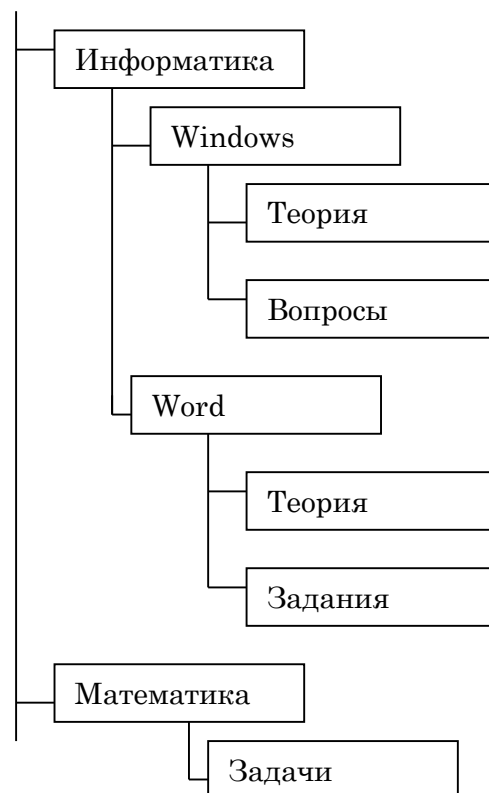 Информатика
Windows
Теория
Вопросы
Word
Теория
Задания
Математика
Задачи